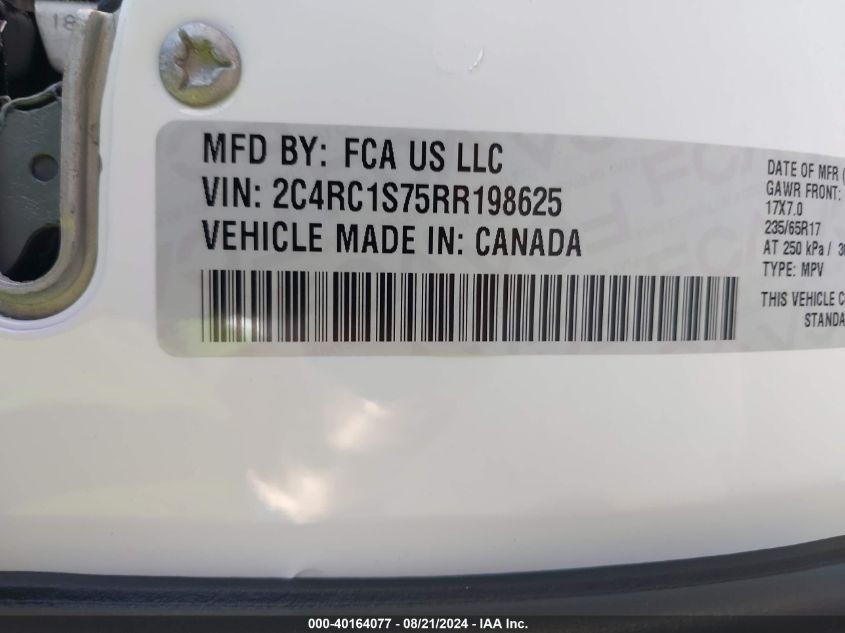 18
MFD BY: FCA US LLC
VIN: 2C4RC1S75RR198625
VEHICLE MADE IN: CANADA
DATE OF MFR (
GAWR FRONT:
17X7.0
235/65R17
AT 250 kPa /
TYPE: MPV
THIS VEHICLE
000-40164077 - 08/21/2024 - IAA Inc.